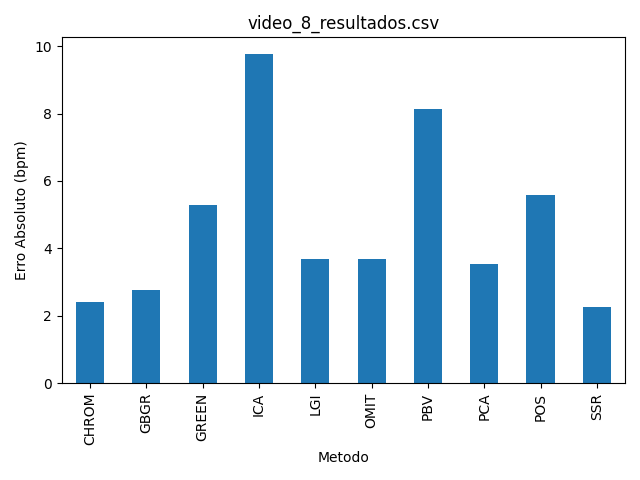 video_8_resultados.csv
Erro Absoluto (bpm)
10
8
6
4
2
0
CHROM
GBGR
GREEN
ICA
LGI
OMIT
PBV
PCA
POS
SSR
Metodo